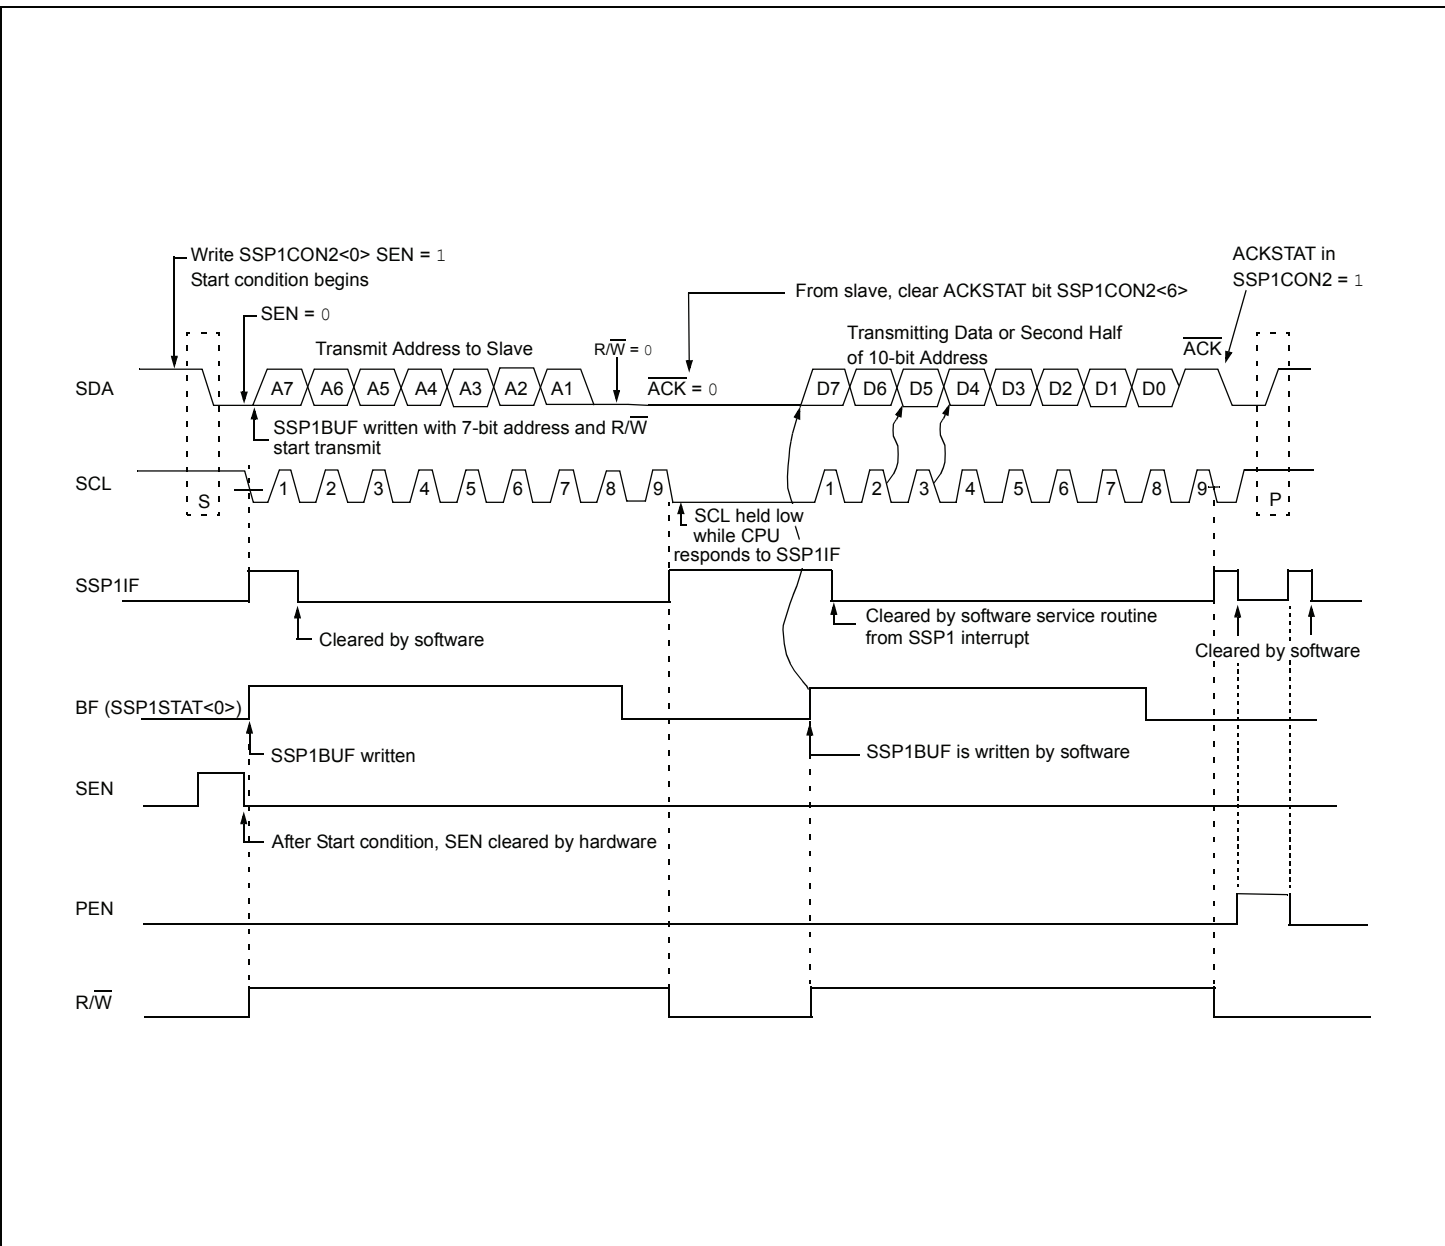 Write SSP1CON2<0> SEN = 1
Start condition begins
ACKSTAT in
SSP1CON2 = 1
From slave, clear ACKSTAT bit SSP1CON2<6>
SEN = 0
Transmit Address to Slave
R/W = 0
Transmitting Data or Second Half
of 10-bit Address
ACK
SDA
A7 A6 A5 A4 A3 A2 A1
ACK = 0
D7 D6 D5 D4 D3 D2 D1 D0
SSP1BUF written with 7-bit address and R/W
start transmit
SCL
S
1 2 3 4 5 6 7 8 9
1 2 3 4 5 6 7 8 9
P
SCL held low
while CPU
responds to SSP1IF
SSP1IF
Cleared by software
Cleared by software service routine
from SSP1 interrupt
Cleared by software
BF (SSP1STAT<0>)
SSP1BUF written
SSP1BUF is written by software
SEN
After Start condition, SEN cleared by hardware
PEN
R/W